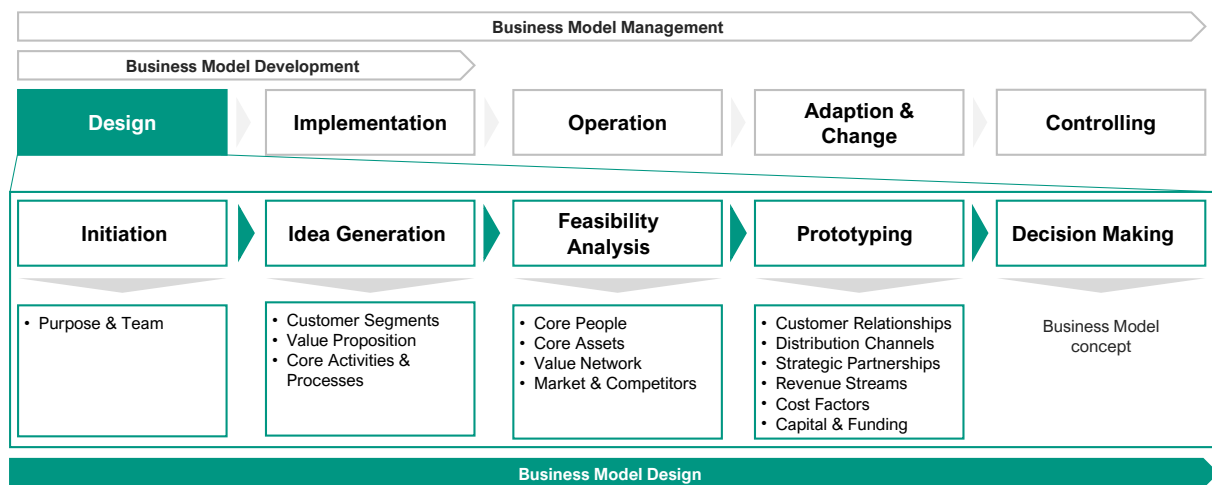 Business Model Management
Business Model Development
Design
Implementation
Operation
Adaption &
Change
Controlling
Initiation
Idea Generation
Feasibility
Analysis
Prototyping
Decision Making
• Purpose & Team
• Customer Segments
• Value Proposition
• Core Activities &
Processes
• Core People
• Core Assets
• Value Network
• Market & Competitors
• Customer Relationships
• Distribution Channels
• Strategic Partnerships
• Revenue Streams
• Cost Factors
• Capital & Funding
Business Model
concept
Business Model Design